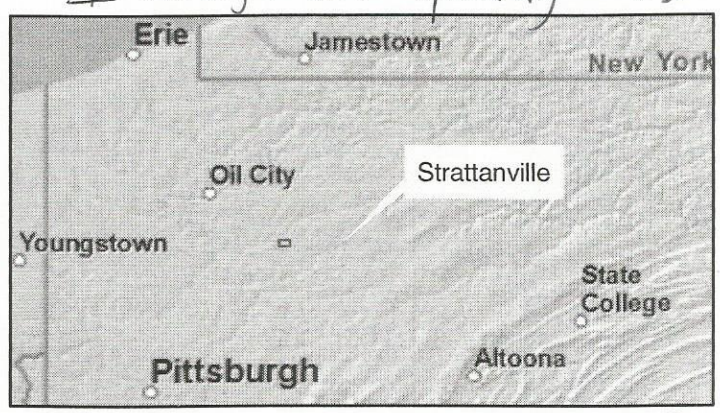 Erie
Jamestown
New York
Oil City
Strattanville
Youngstown
State
College
Altoona
Pittsburgh